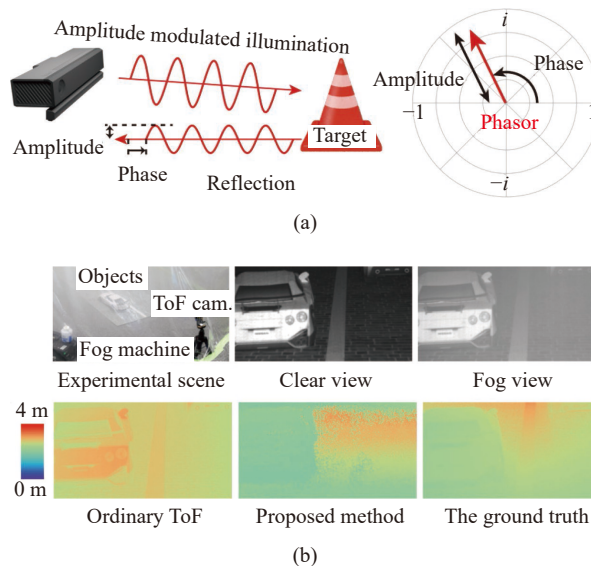 Amplitude modulated illumination
Amplitude
Phase
Reflection
Target
i
Amplitude
Phase
−1
Phasor
1
−i
(a)
Objects
ToF cam.
Fog machine
Experimental scene
Clear view
Fog view
4 m
0 m
Ordinary ToF
Proposed method
The ground truth
(b)